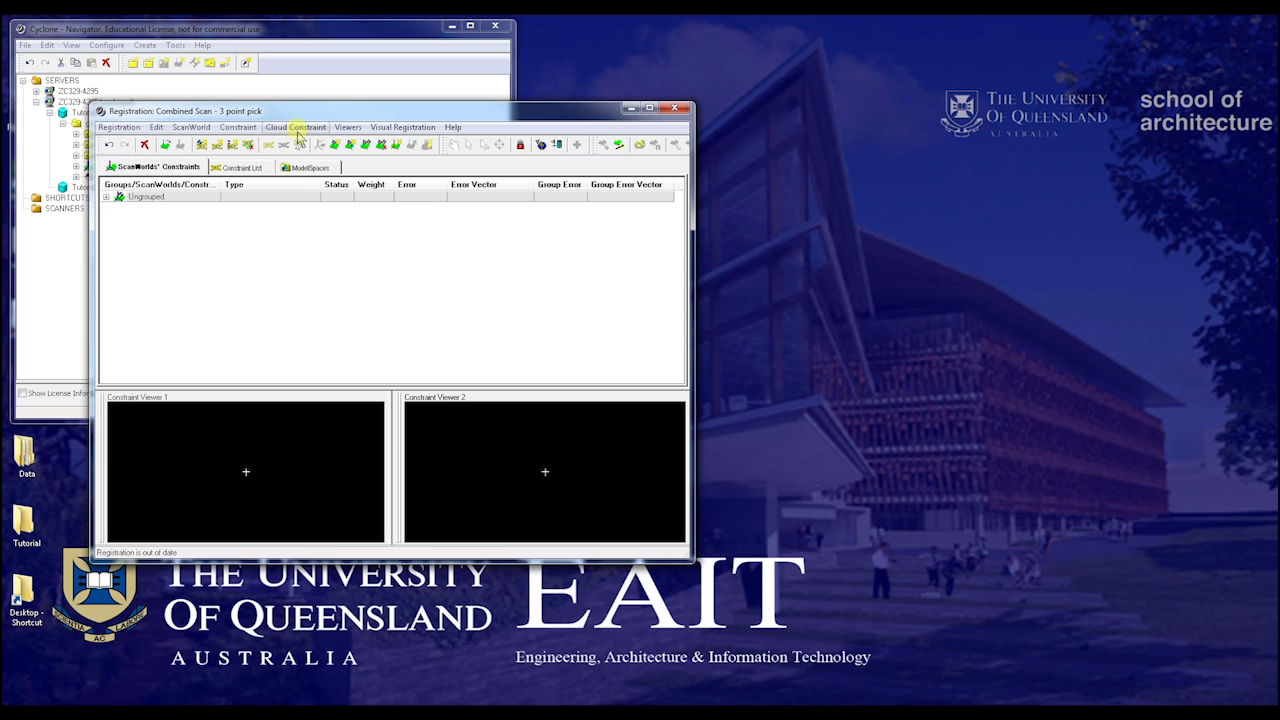 Cyclone - Navigator. Educational License, not for commercial use
File Edit View Configure Create Tools Help
SERVERS
ZC329-4295
SHORTCUTS
SCANNERS
Show License Infor
Registration: Combined Scan - 3 point pick
Registration Edit ScanWorld Constraint Cloud Constraint Viewers Visual Registration Help
ScanWorlds' Constraints Constraint List ModelSpaces
Groups/ScanWorlds/Constr... Type Status Weight Error Error Vector Group Error Group Error Vector
Ungrouped
Constraint Viewer 1 Constraint Viewer 2
Registration is out of date
THE UNIVERSITY
OF QUEENSLAND
AUSTRALIA
school of
architecture
Data
Tutorial
Desktop -
Shortcut
THE UNIVERSITY
OF QUEENSLAND
AUSTRALIA
EAIT
Engineering, Architecture & Information Technology